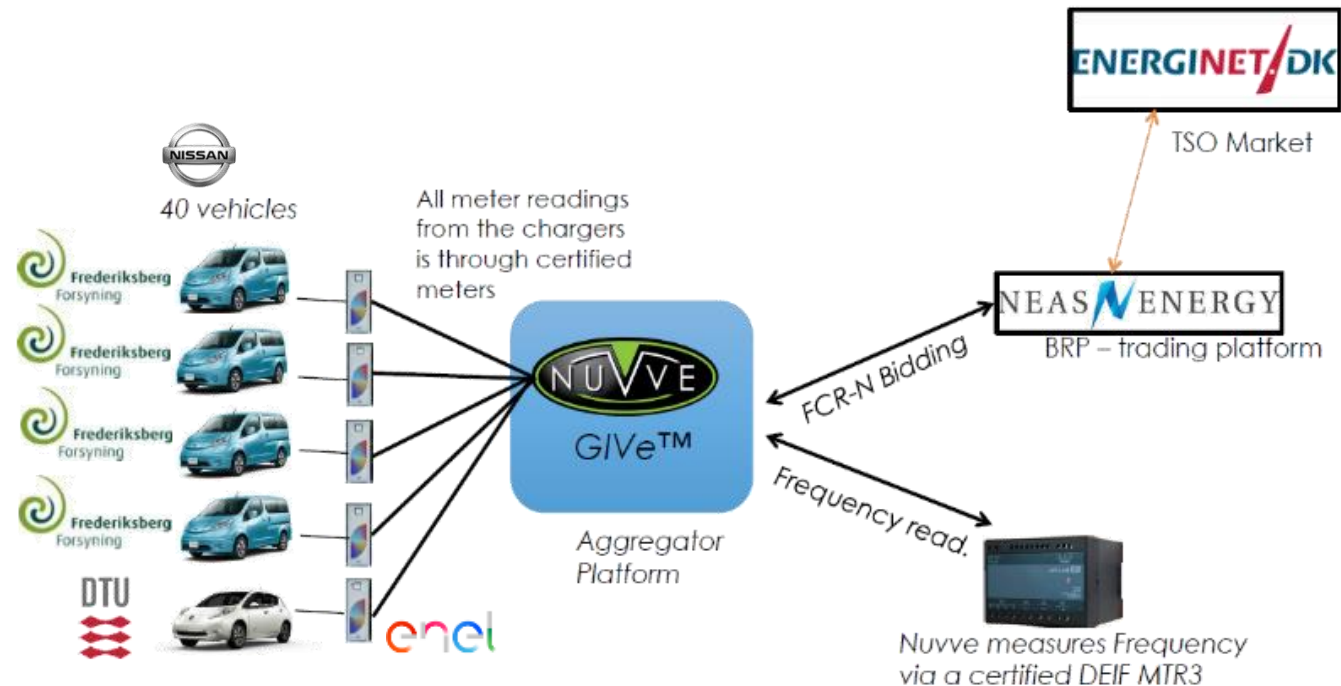 ENERGINET/DK
TSO Market
NISSAN
40 vehicles
All meter readings
from the chargers
is through certified
meters
Frederiksberg
Forsyning
Frederiksberg
Forsyning
Frederiksberg
Forsyning
Frederiksberg
Forsyning
DTU
enel
NUVVE
GIVe™
Aggregator
Platform
NEAS N ENERGY
BRP – trading platform
FCR-N Bidding
Frequency read.
Nuvve measures Frequency
via a certified DEIF MTR3